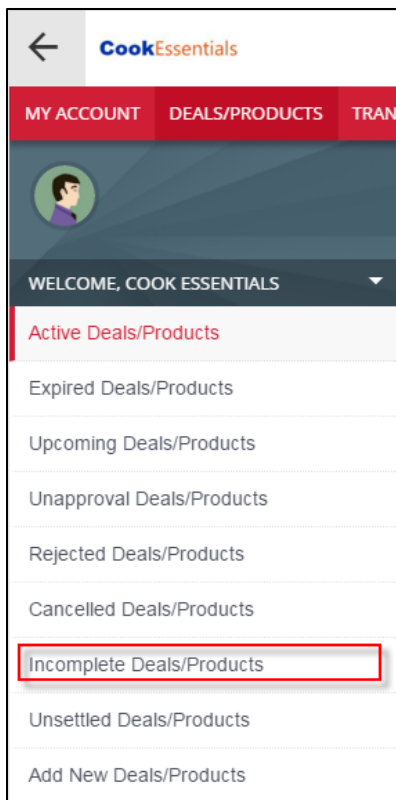 CookEssentials
MY ACCOUNT DEALS/PRODUCTS TRAN
WELCOME, COOK ESSENTIALS
Active Deals/Products
Expired Deals/Products
Upcoming Deals/Products
Unapproval Deals/Products
Rejected Deals/Products
Cancelled Deals/Products
Incomplete Deals/Products
Unsettled Deals/Products
Add New Deals/Products